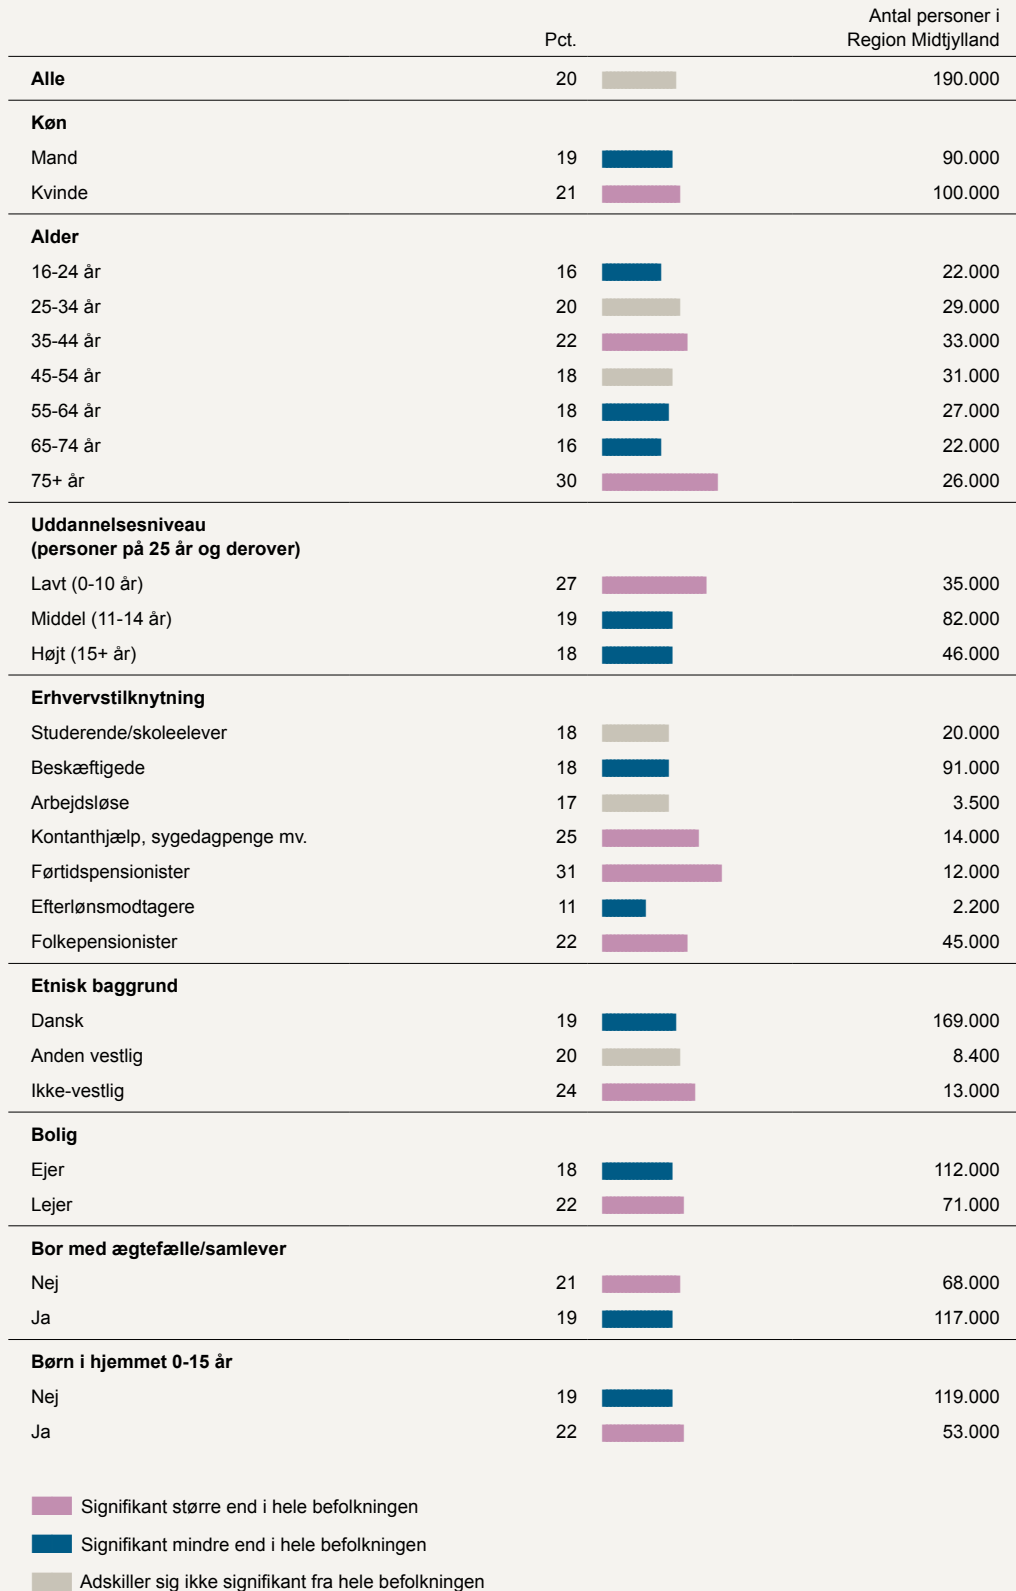 Antal personer i
Pct. Region Midtjylland
Alle 20 190.000
Køn
Mand 19 90.000
Kvinde 21 100.000
Alder
16-24 år 16 22.000
25-34 år 20 29.000
35-44 år 22 33.000
45-54 år 18 31.000
55-64 år 18 27.000
65-74 år 16 22.000
75+ år 30 26.000
Uddannelsesniveau
(personer på 25 år og derover)
Lavt (0-10 år) 27 35.000
Middel (11-14 år) 19 82.000
Højt (15+ år) 18 46.000
Erhvervstilknytning
Studerende/skoleelever 18 20.000
Beskæftigede 18 91.000
Arbejdsløse 17 3.500
Kontanthjælp, sygedagpenge mv. 25 14.000
Førtidspensionister 31 12.000
Efterlønsmodtagere 11 2.200
Folkepensionister 22 45.000
Etnisk baggrund
Dansk 19 169.000
Anden vestlig 20 8.400
Ikke-vestlig 24 13.000
Bolig
Ejer 18 112.000
Lejer 22 71.000
Bor med ægtefælle/samlever
Nej 21 68.000
Ja 19 117.000
Børn i hjemmet 0-15 år
Nej 19 119.000
Ja 22 53.000
Signifikant større end i hele befolkningen
Signifikant mindre end i hele befolkningen
Adskiller sig ikke signifikant fra hele befolkningen